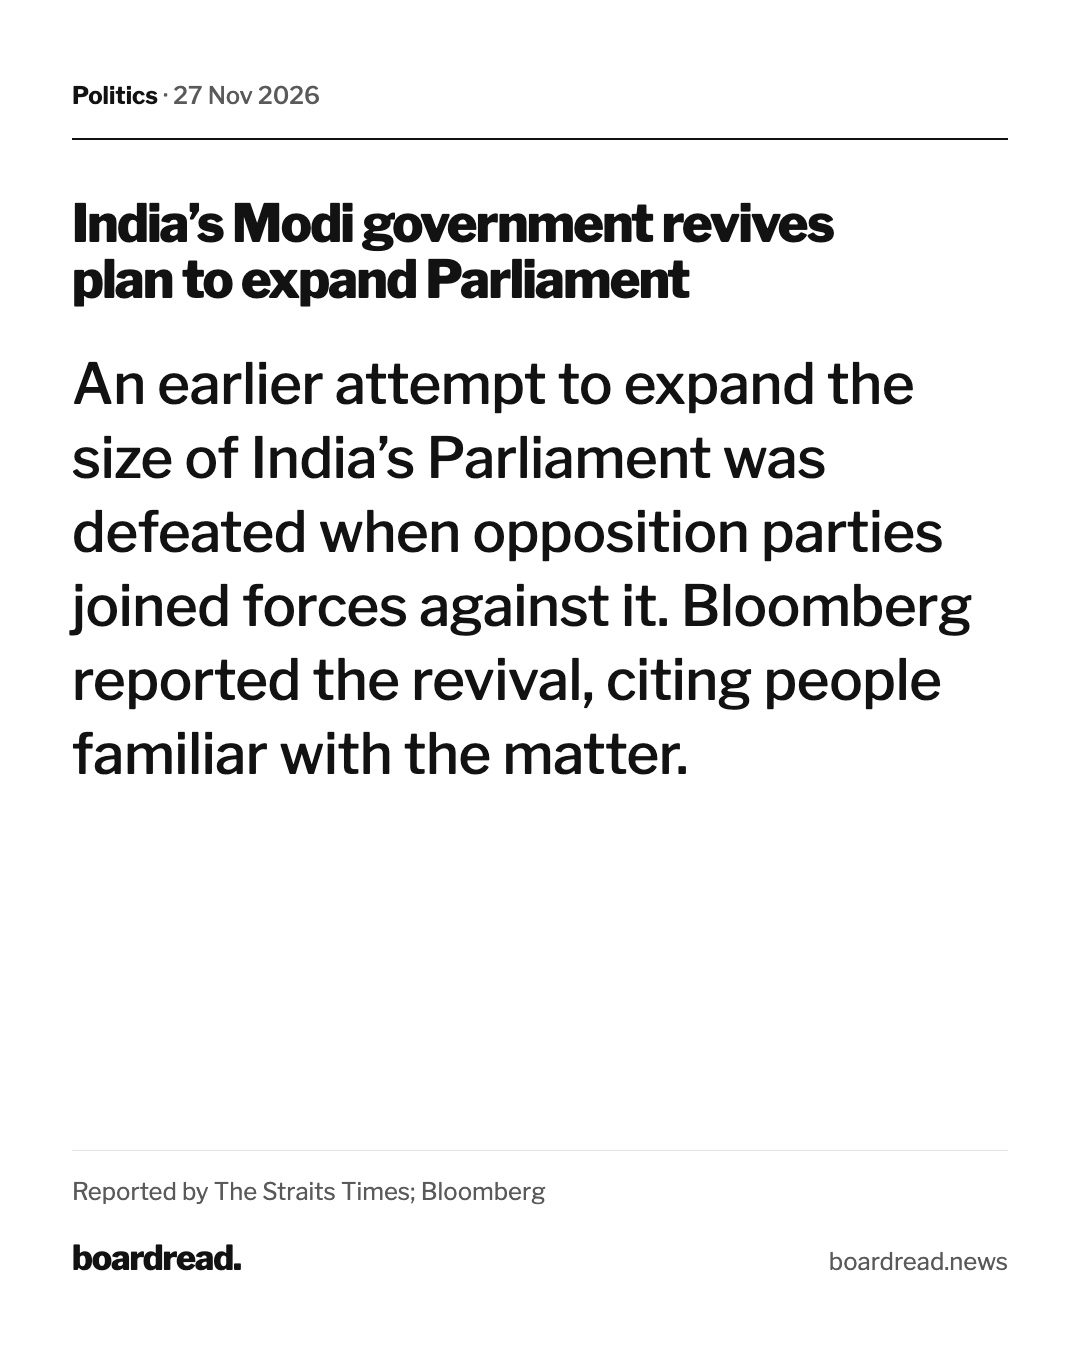 Politics · 27 Nov 2026
India’s Modi government revives
plan to expand Parliament
An earlier attempt to expand the
size of India’s Parliament was
defeated when opposition parties
joined forces against it. Bloomberg
reported the revival, citing people
familiar with the matter.
Reported by The Straits Times; Bloomberg
boardread.
boardread.news